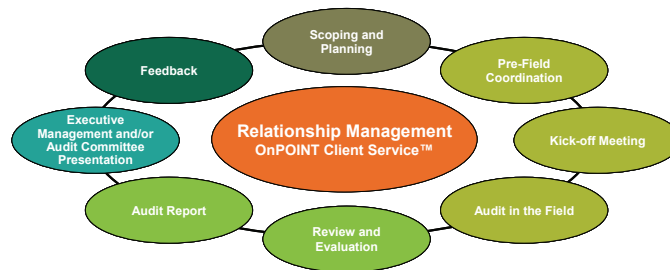 Scoping and
Planning
Feedback
Pre-Field
Coordination
Executive
Management and/or
Audit Committee
Presentation
Relationship Management
OnPOINT Client Service™
Kick-off Meeting
Audit Report
Audit in the Field
Review and
Evaluation